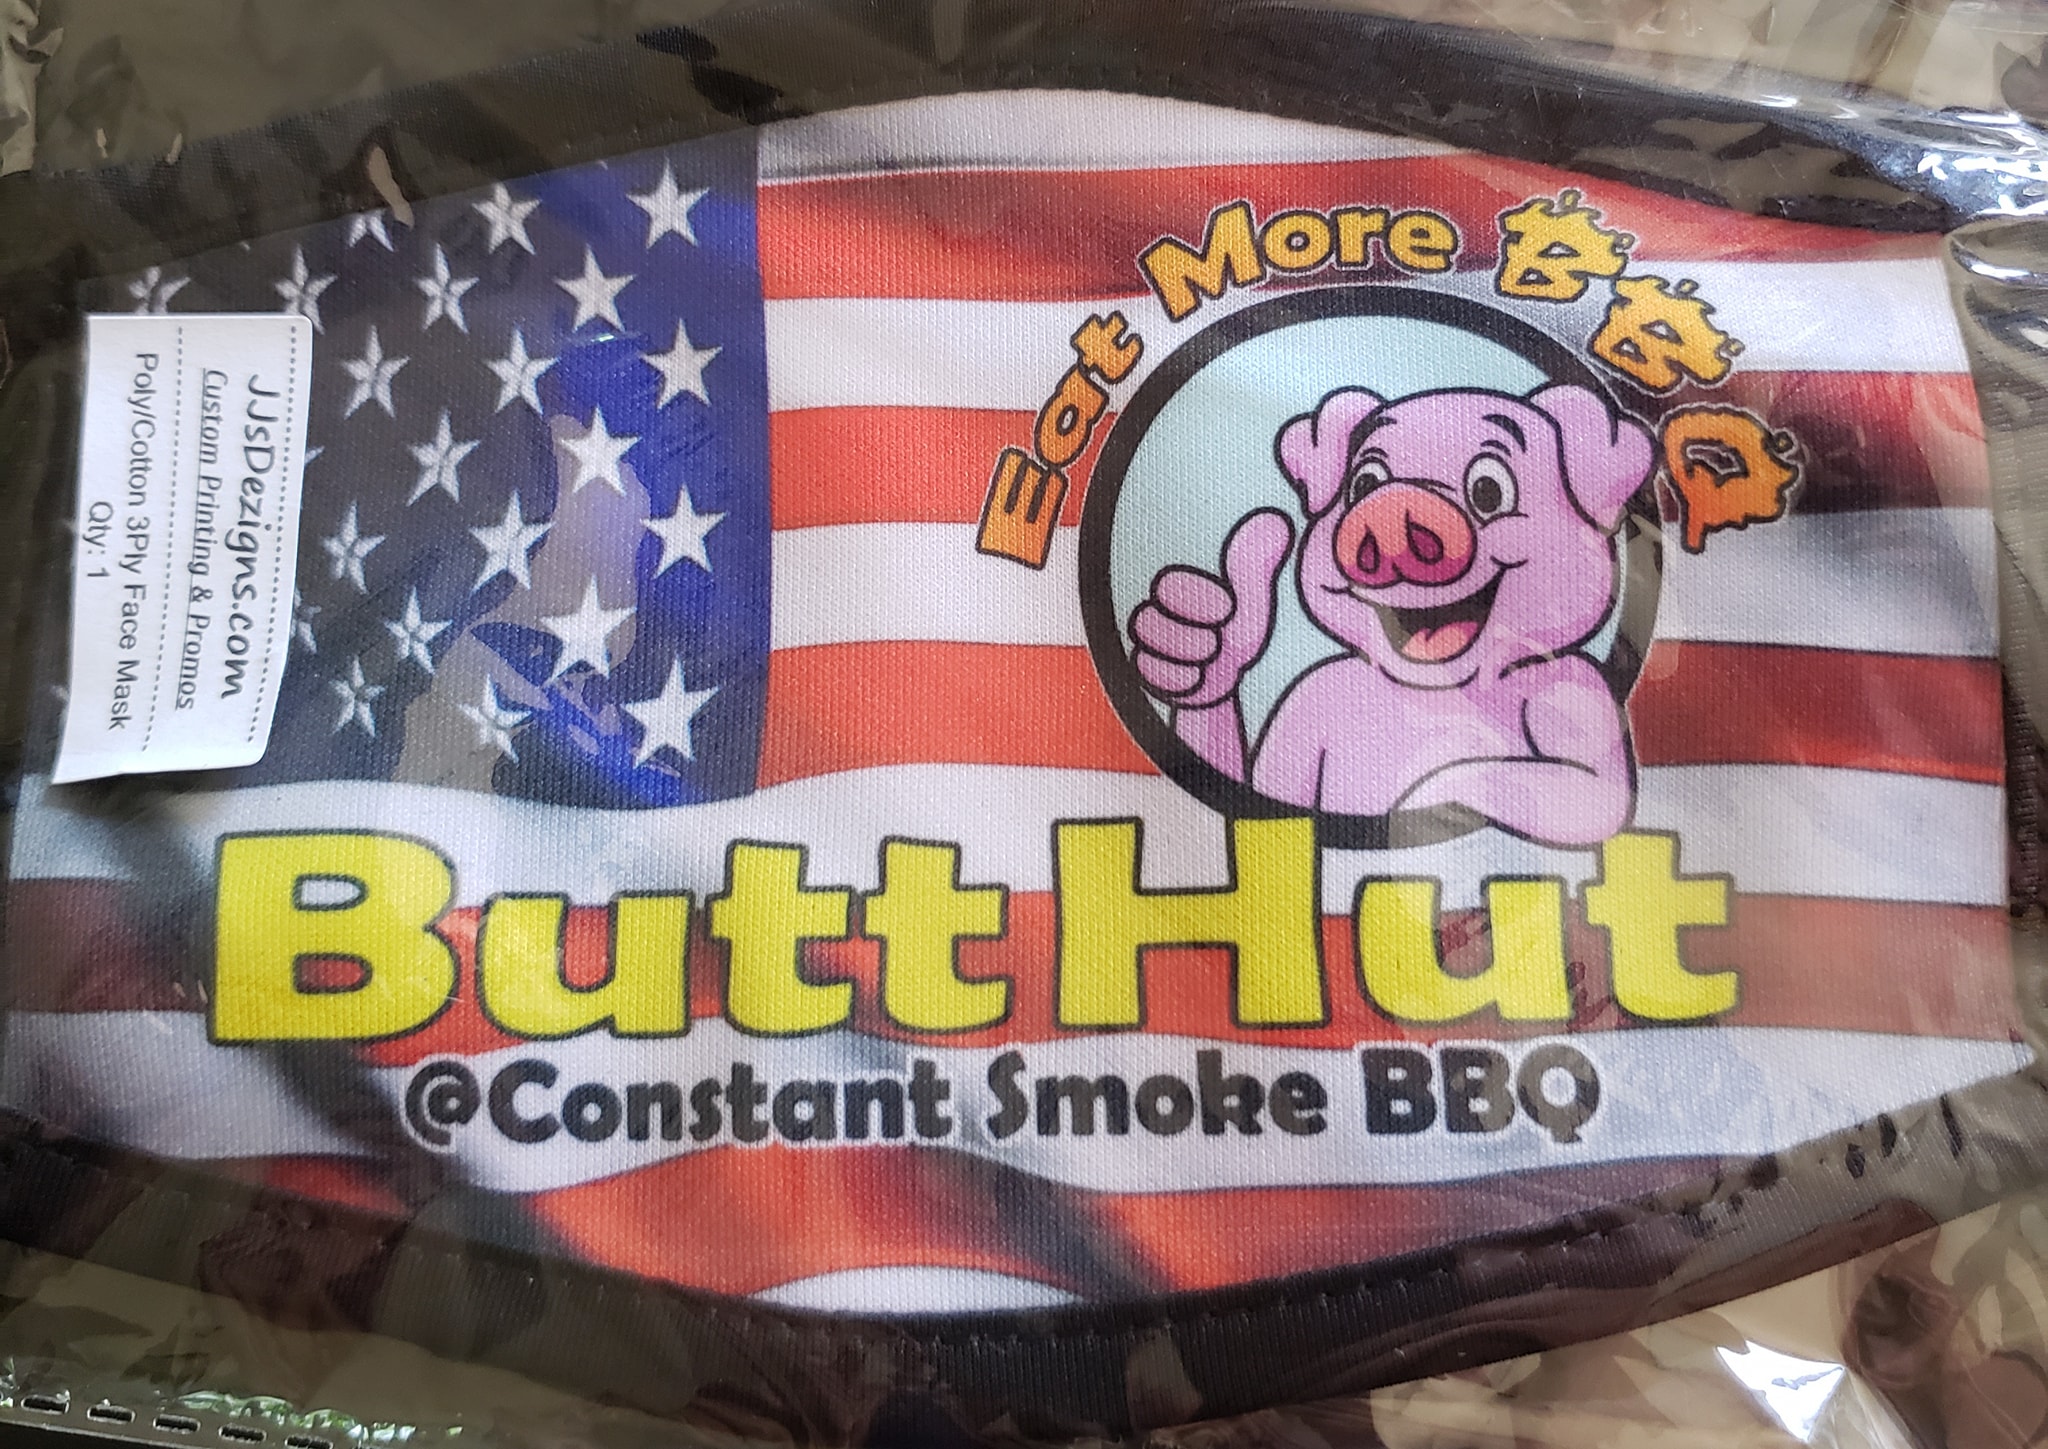 JJsDezigns.com
Custom Printing & Promos
Poly/Cotton 3Ply Face Mask
Qty: 1
Eat More BBQ
ButtHut
@Constant Smoke BBQ